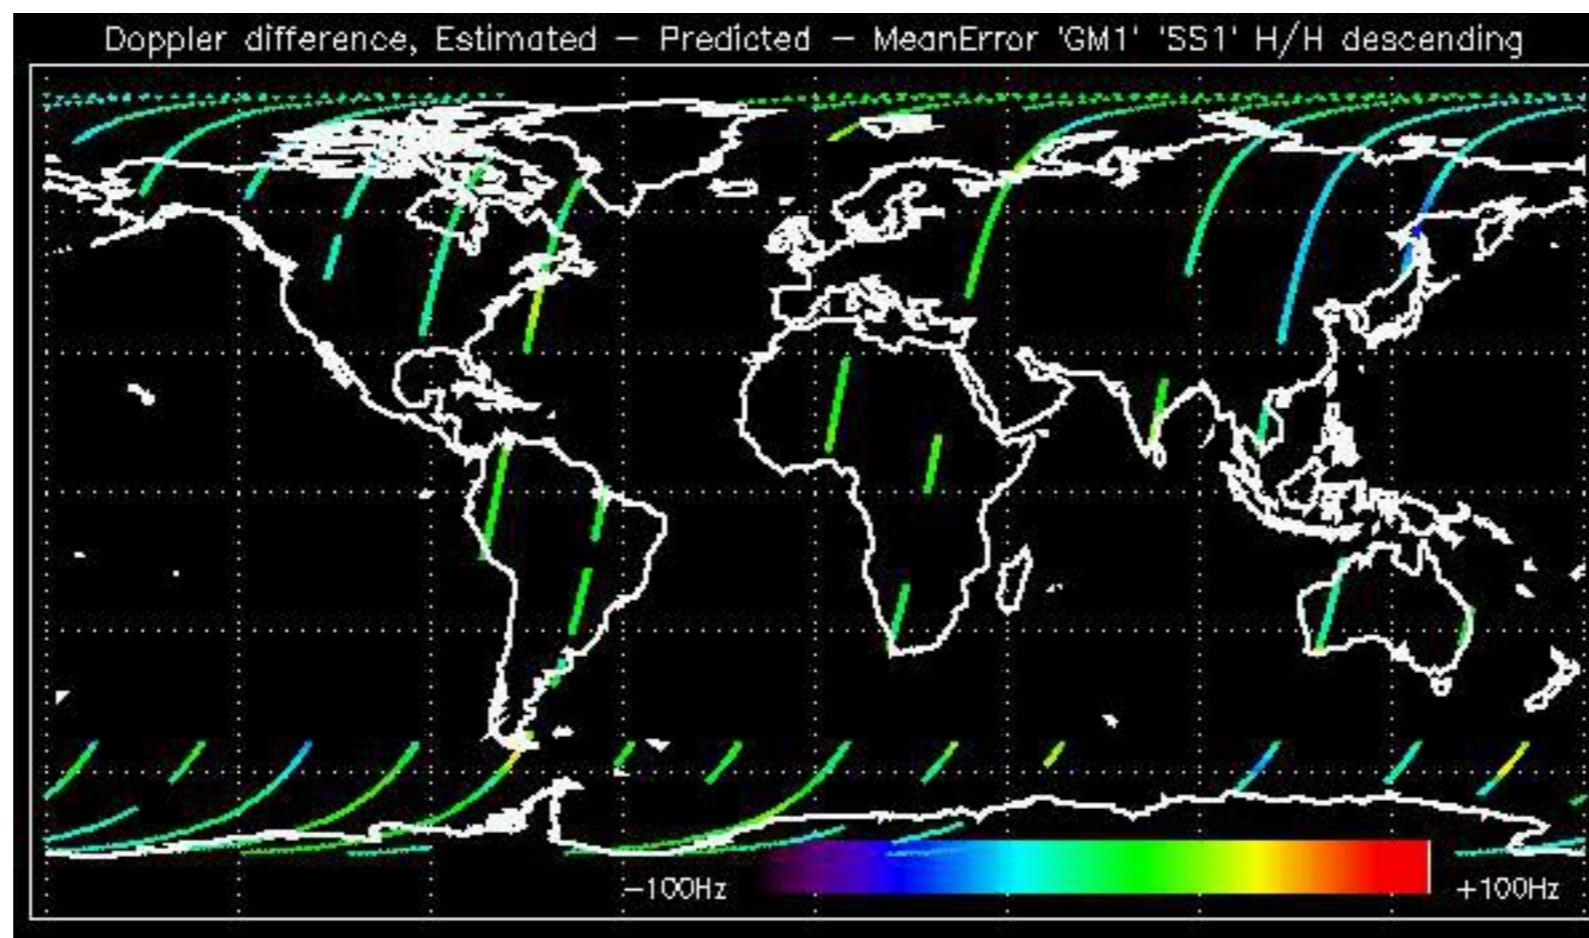 Doppler difference, Estimated — Predicted — MeanError 'GM1' 'SS1' H/H descending
−100Hz +100Hz